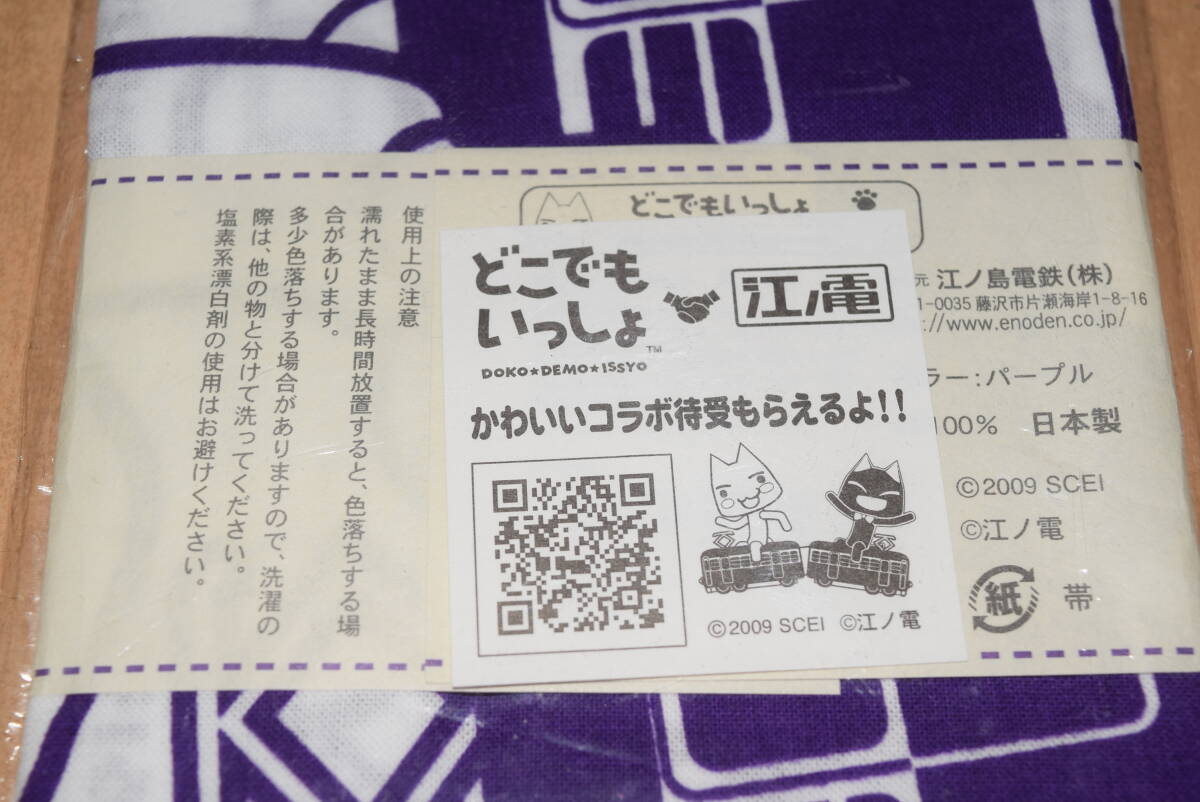 使用上の注意
濡れたまま長時間放置すると、色落ちする場
合があります。
多少色落ちする場合がありますので、洗濯の
際は、他の物と分けて洗ってください。
塩素系漂白剤の使用はお避けください。
どこでもいっしょ
元 江ノ島電鉄(株)
1-0035 藤沢市片瀬海岸1-8-16
://www.enoden.co.jp/
ラー:パープル
100% 日本製
©2009 SCEI
©江ノ電
紙 帯
どこでも
いっしょ™
DOKO★DEMO★ISSYO
江ノ電
かわいいコラボ待受もらえるよ!!
©2009 SCEI ©江ノ電